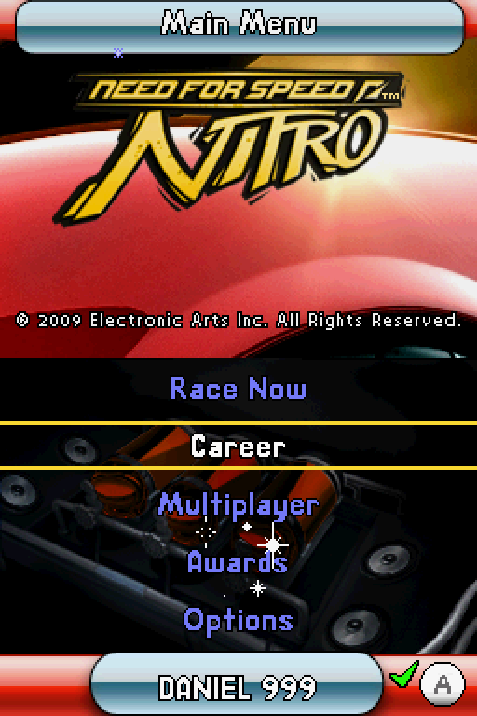 Main Menu
NEED FOR SPEED™
NITRO
© 2009 Electronic Arts Inc. All Rights Reserved.
Race Now
Career
Multiplayer
Awards
Options
DANIEL 999
A